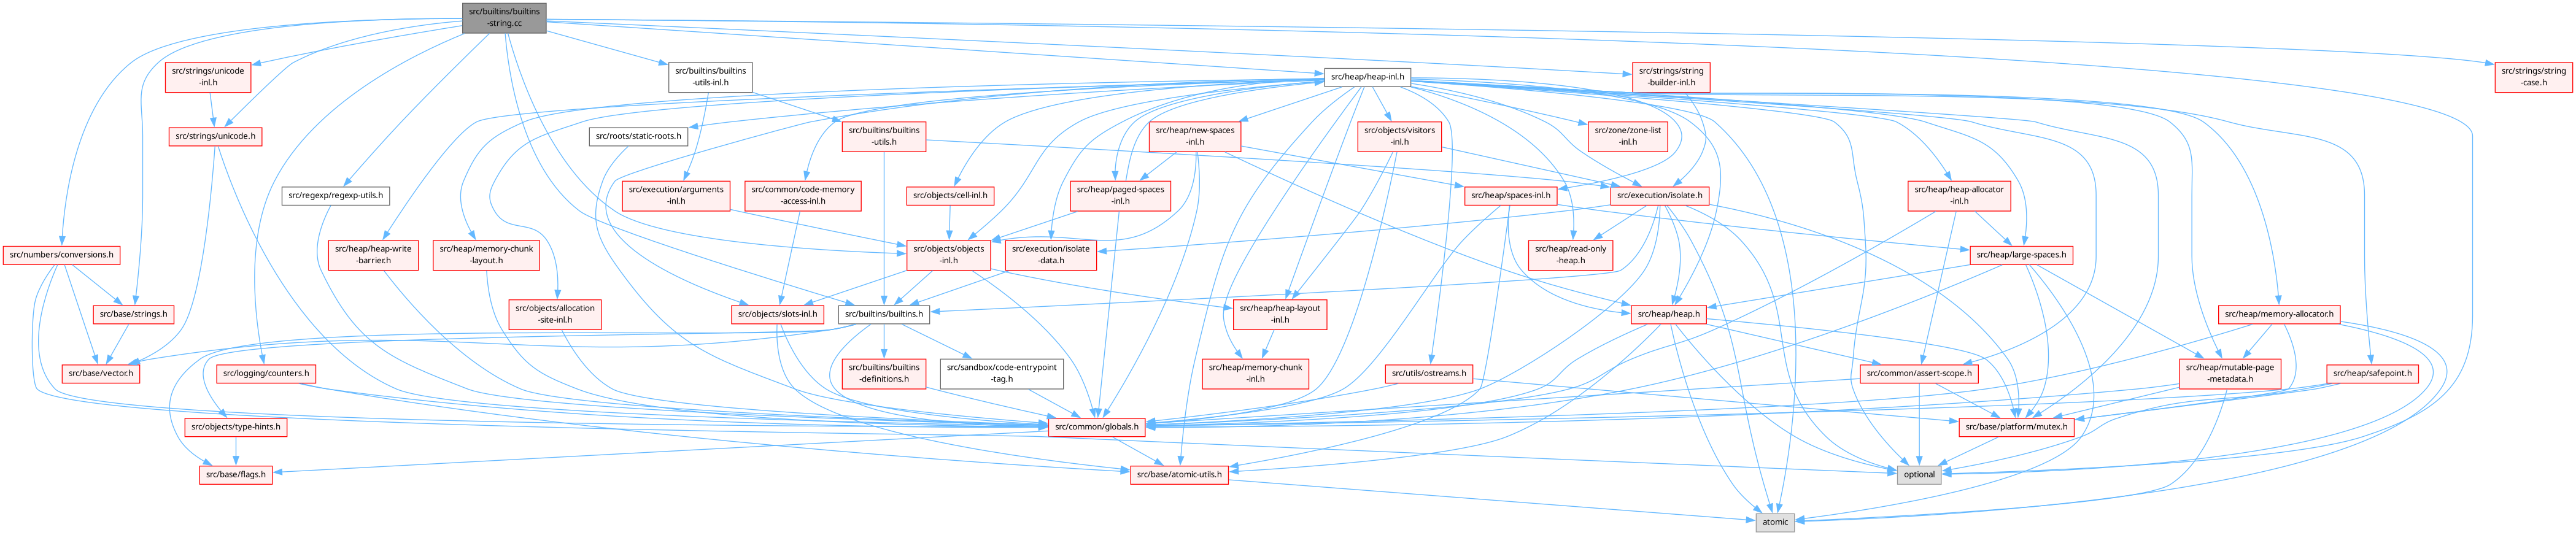 src/builtins/builtins
-string.cc
src/strings/unicode
-inl.h
src/builtins/builtins
-utils-inl.h
src/heap/heap-inl.h
src/strings/string
-builder-inl.h
src/strings/string
-case.h
src/strings/unicode.h
src/roots/static-roots.h
src/builtins/builtins
-utils.h
src/heap/new-spaces
-inl.h
src/objects/visitors
-inl.h
src/zone/zone-list
-inl.h
src/regexp/regexp-utils.h
src/execution/arguments
-inl.h
src/common/code-memory
-access-inl.h
src/objects/cell-inl.h
src/heap/paged-spaces
-inl.h
src/heap/spaces-inl.h
src/execution/isolate.h
src/heap/heap-allocator
-inl.h
src/numbers/conversions.h
src/heap/heap-write
-barrier.h
src/heap/memory-chunk
-layout.h
src/objects/objects
-inl.h
src/execution/isolate
-data.h
src/heap/read-only
-heap.h
src/heap/large-spaces.h
src/base/strings.h
src/objects/allocation
-site-inl.h
src/objects/slots-inl.h
src/builtins/builtins.h
src/heap/heap-layout
-inl.h
src/heap/heap.h
src/heap/memory-allocator.h
src/base/vector.h
src/logging/counters.h
src/builtins/builtins
-definitions.h
src/sandbox/code-entrypoint
-tag.h
src/heap/memory-chunk
-inl.h
src/utils/ostreams.h
src/common/assert-scope.h
src/heap/mutable-page
-metadata.h
src/heap/safepoint.h
src/objects/type-hints.h
src/common/globals.h
src/base/platform/mutex.h
src/base/flags.h
src/base/atomic-utils.h
optional
atomic